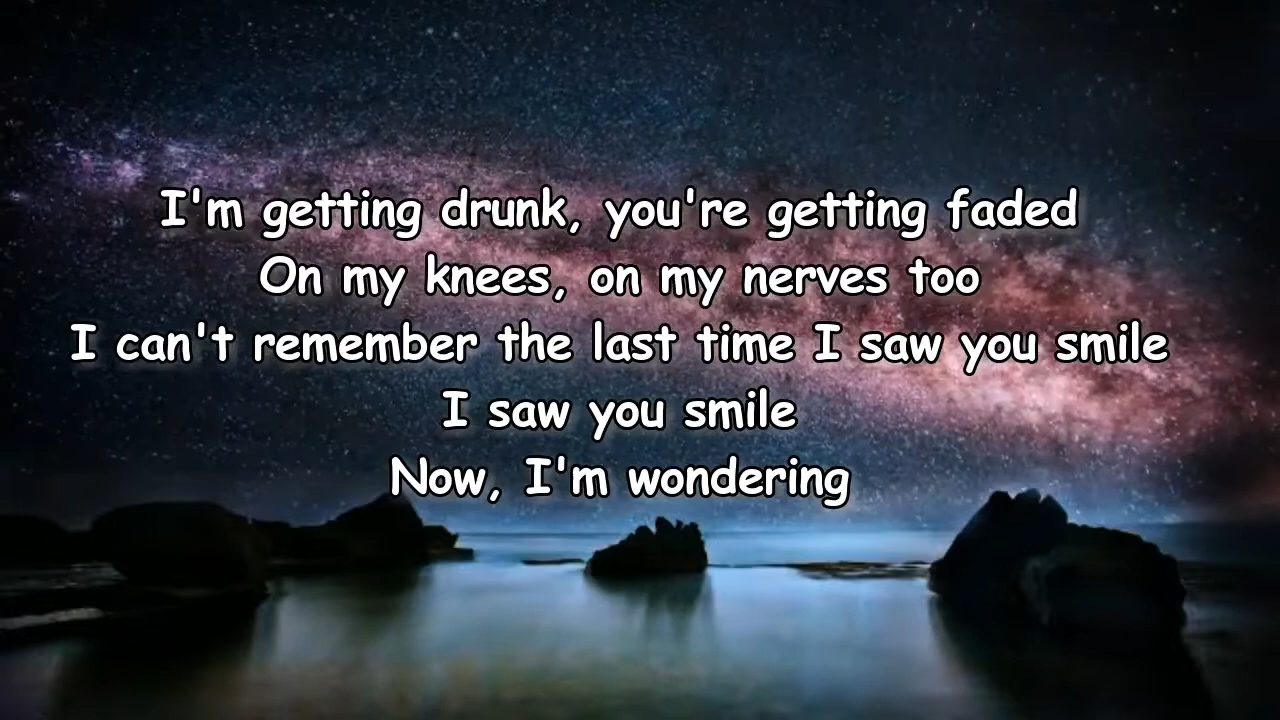 I'm getting drunk, you're getting faded
On my knees, on my nerves too
I can't remember the last time I saw you smile
I saw you smile
Now, I'm wondering